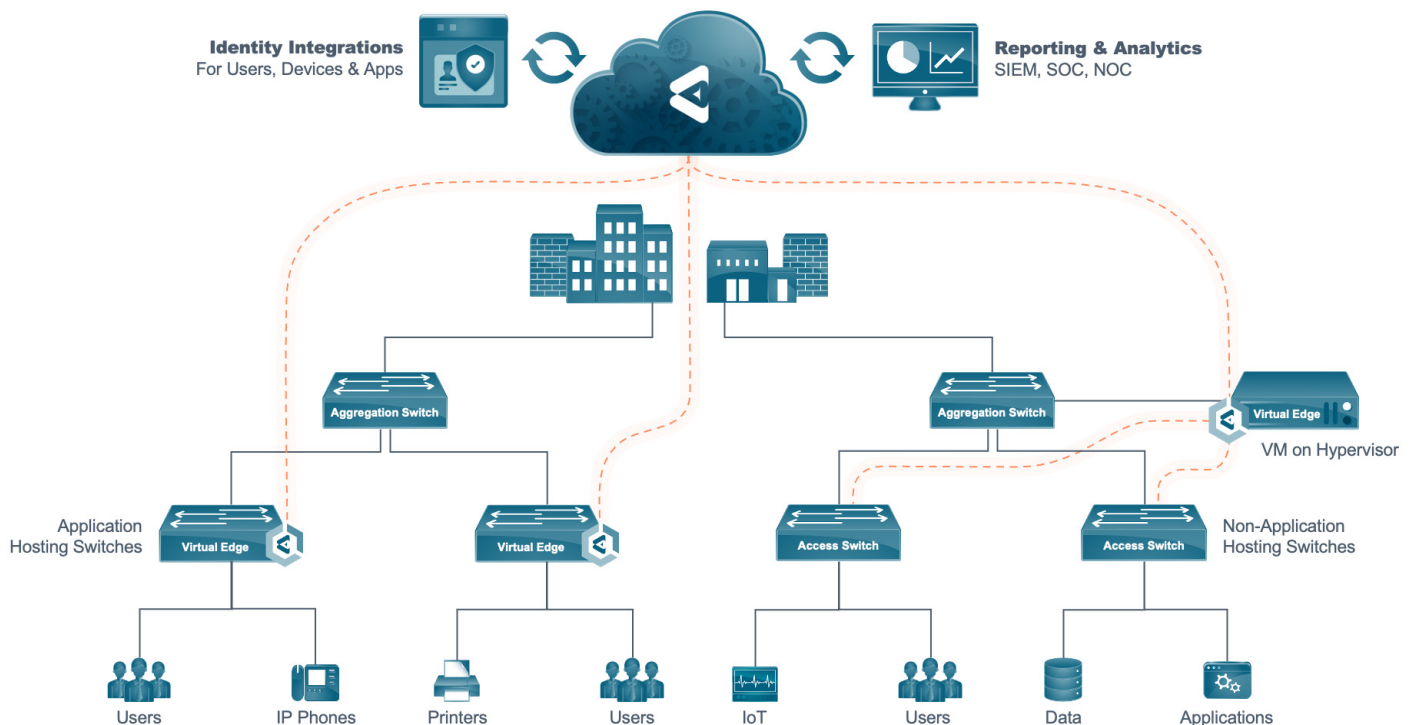 Identity Integrations
For Users, Devices & Apps
Reporting & Analytics
SIEM, SOC, NOC
Aggregation Switch
Aggregation Switch
Virtual Edge
VM on Hypervisor
Application
Hosting Switches
Virtual Edge
Virtual Edge
Access Switch
Access Switch
Non-Application
Hosting Switches
Users
IP Phones
Printers
Users
IoT
Users
Data
Applications